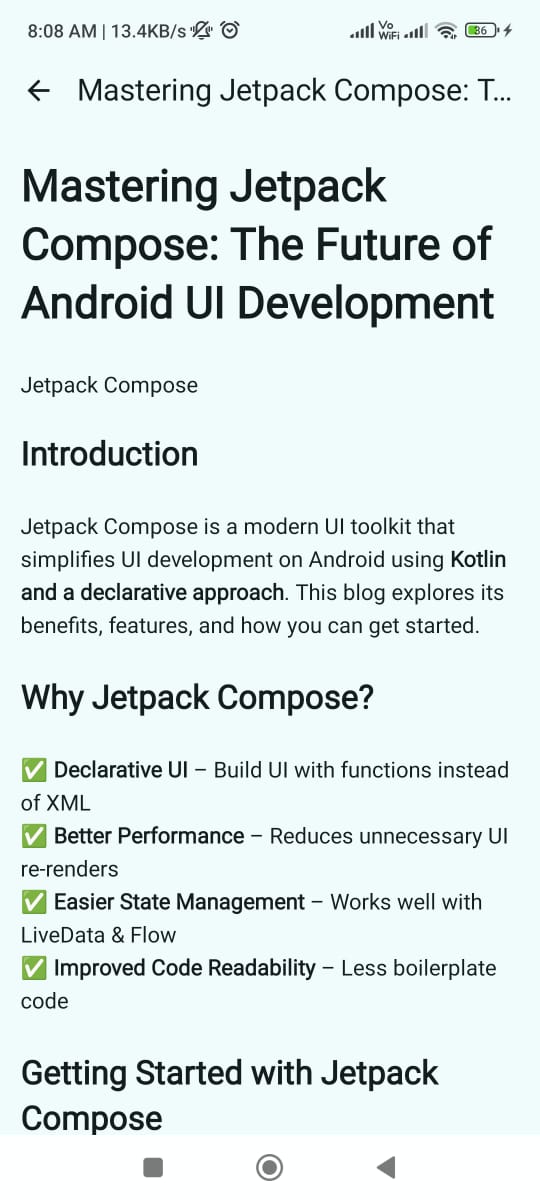 8:08 AM | 13.4KB/s
Vo
WiFi
36
Mastering Jetpack Compose: T...
Mastering Jetpack
Compose: The Future of
Android UI Development
Jetpack Compose
Introduction
Jetpack Compose is a modern UI toolkit that
simplifies UI development on Android using Kotlin
and a declarative approach. This blog explores its
benefits, features, and how you can get started.
Why Jetpack Compose?
✅ Declarative UI – Build UI with functions instead
of XML
✅ Better Performance – Reduces unnecessary UI
re-renders
✅ Easier State Management – Works well with
LiveData & Flow
✅ Improved Code Readability – Less boilerplate
code
Getting Started with Jetpack
Compose